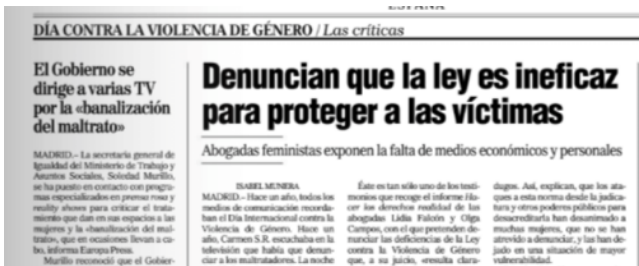 ESPAÑA
DÍA CONTRA LA VIOLENCIA DE GÉNERO / Las críticas
El Gobierno se
dirige a varias TV
por la «banalización
del maltrato»
MADRID.– La secretaria general de
Igualdad del Ministerio de Trabajo y
Asuntos Sociales, Soledad Murillo,
se ha puesto en contacto con progra-
mas especializados en prensa rosa y
reality shows para criticar el trata-
miento que dan en sus espacios a las
mujeres y la «banalización del mal-
trato», que en ocasiones llevan a ca-
bo, informa Europa Press.
Murillo reconoció que el Gobier-
Denuncian que la ley es ineficaz
para proteger a las víctimas
Abogadas feministas exponen la falta de medios económicos y personales
ISABEL MUNERA
MADRID.– Hace un año, todos los
medios de comunicación recorda-
ban el Día Internacional contra la
Violencia de Género. Hace un
año, Carmen S.R. escuchaba en la
televisión que había que denun-
ciar a los maltratadores. La noche
Éste es tan sólo uno de los testi-
monios que recoge el informe Ha-
cer los derechos realidad de las
abogadas Lidia Falcón y Olga
Campos, con el que pretenden de-
nunciar las deficiencias de la Ley
contra la Violencia de Género
que, a su juicio, «resulta clara-
dugos. Así, explican, que los ata-
ques a esta norma desde la judica-
tura y otros poderes públicos para
desacreditarla han desanimado a
muchas mujeres, que no se han
atrevido a denunciar, y las han de-
jado en una situación de mayor
vulnerabilidad.